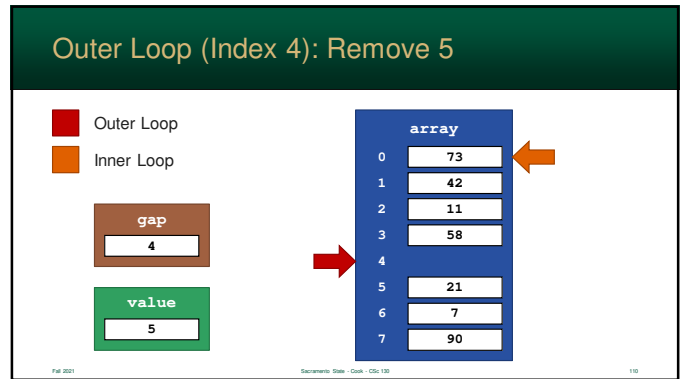 Outer Loop (Index 4): Remove 5
Outer Loop
Inner Loop
gap
4
value
5
array
0 73
1 42
2 11
3 58
4
5 21
6 7
7 90
Fall 2021
Sacramento State - Cook - CSc 130
110